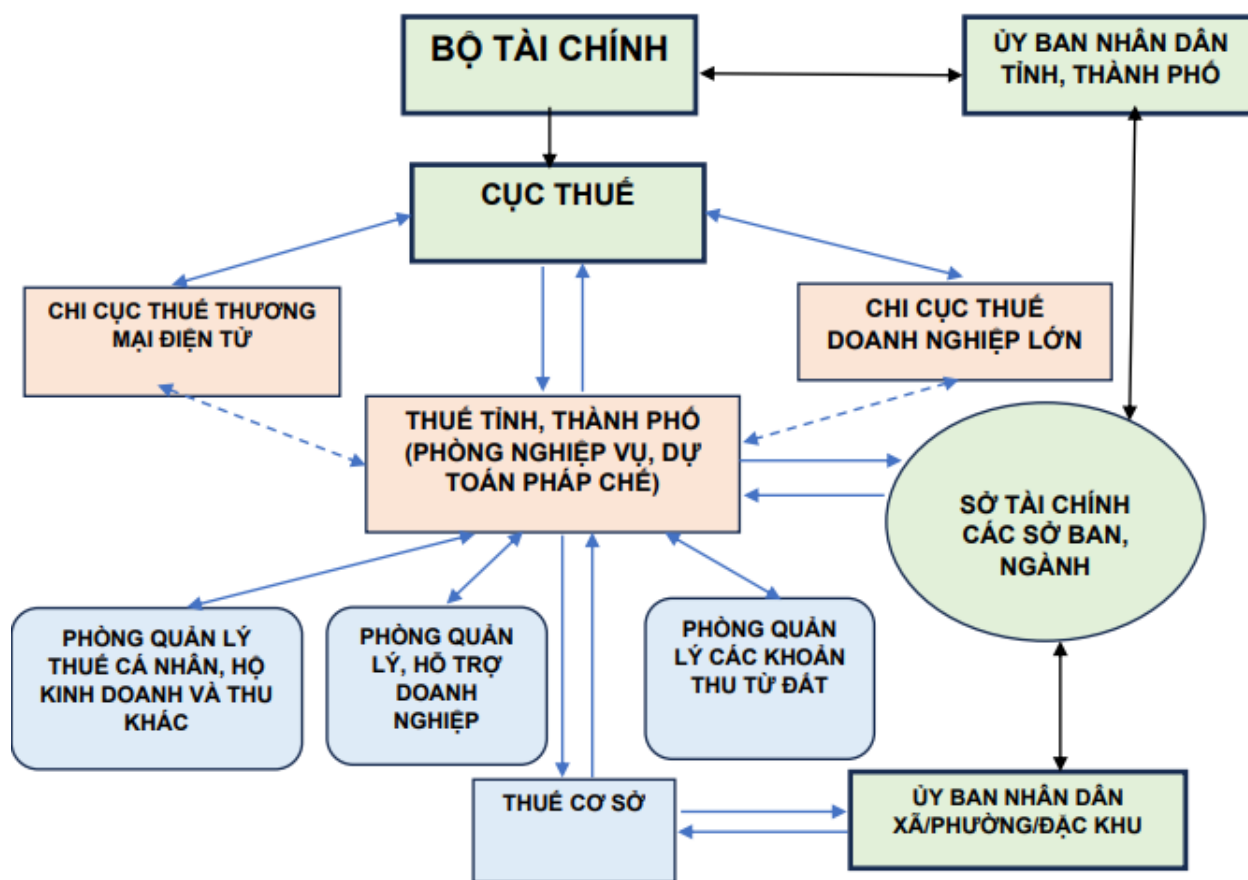 BỘ TÀI CHÍNH
ỦY BAN NHÂN DÂN
TỈNH, THÀNH PHỐ
CỤC THUẾ
CHI CỤC THUẾ THƯƠNG
MẠI ĐIỆN TỬ
CHI CỤC THUẾ
DOANH NGHIỆP LỚN
THUẾ TỈNH, THÀNH PHỐ
(PHÒNG NGHIỆP VỤ, DỰ
TOÁN PHÁP CHẾ)
SỞ TÀI CHÍNH
CÁC SỞ BAN,
NGÀNH
PHÒNG QUẢN LÝ
THUẾ CÁ NHÂN, HỘ
KINH DOANH VÀ THU
KHÁC
PHÒNG QUẢN
LÝ, HỖ TRỢ
DOANH
NGHIỆP
PHÒNG QUẢN
LÝ CÁC KHOẢN
THU TỪ ĐẤT
THUẾ CƠ SỞ
ỦY BAN NHÂN DÂN
XÃ/PHƯỜNG/ĐẶC KHU